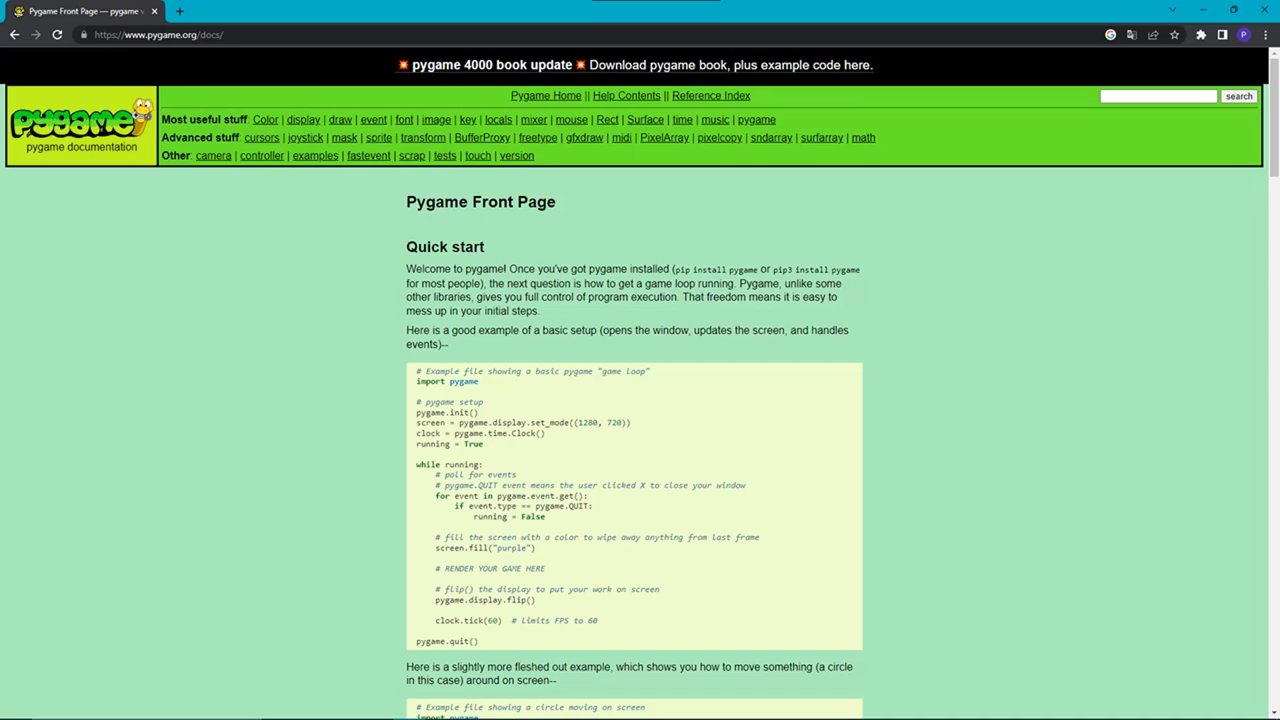 Pygame Front Page — pygame v
https://www.pygame.org/docs/
P
💥 pygame 4000 book update 💥 Download pygame book, plus example code here.
pygame
pygame documentation
Pygame Home || Help Contents || Reference Index
search
Most useful stuff: Color | display | draw | event | font | image | key | locals | mixer | mouse | Rect | Surface | time | music | pygame
Advanced stuff: cursors | joystick | mask | sprite | transform | BufferProxy | freetype | gfxdraw | midi | PixelArray | pixelcopy | sndarray | surfarray | math
Other: camera | controller | examples | fastevent | scrap | tests | touch | version
Pygame Front Page
Quick start
Welcome to pygame! Once you've got pygame installed (pip install pygame or pip3 install pygame
for most people), the next question is how to get a game loop running. Pygame, unlike some
other libraries, gives you full control of program execution. That freedom means it is easy to
mess up in your initial steps.
Here is a good example of a basic setup (opens the window, updates the screen, and handles
events)--
# Example file showing a basic pygame "game loop"
import pygame
# pygame setup
pygame.init()
screen = pygame.display.set_mode((1280, 720))
clock = pygame.time.Clock()
running = True
while running:
# poll for events
# pygame.QUIT event means the user clicked X to close your window
for event in pygame.event.get():
if event.type == pygame.QUIT:
running = False
# fill the screen with a color to wipe away anything from last frame
screen.fill("purple")
# RENDER YOUR GAME HERE
# flip() the display to put your work on screen
pygame.display.flip()
clock.tick(60)  # limits FPS to 60
pygame.quit()
Here is a slightly more fleshed out example, which shows you how to move something (a circle
in this case) around on screen--
# Example file showing a circle moving on screen
import pygame